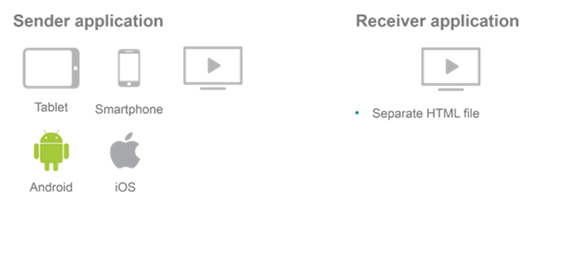 Sender application
Receiver application
Tablet
Smartphone
• Separate HTML file
Android
iOS